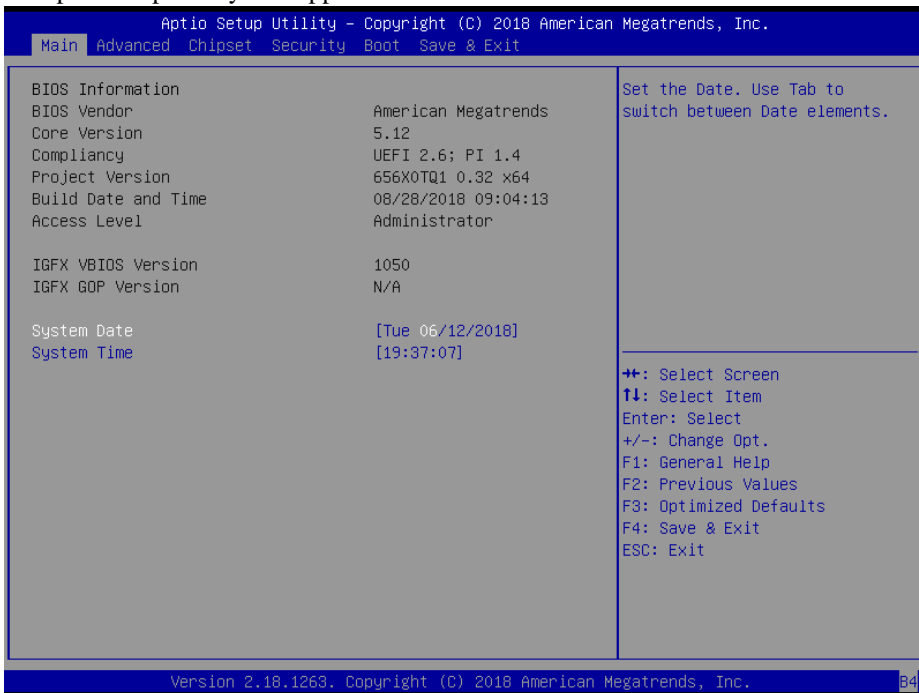 Aptio Setup Utility – Copyright (C) 2018 American Megatrends, Inc.
Main Advanced Chipset Security Boot Save & Exit
BIOS Information
BIOS Vendor American Megatrends
Core Version 5.12
Compliancy UEFI 2.6; PI 1.4
Project Version 656X0TQ1 0.32 x64
Build Date and Time 08/28/2018 09:04:13
Access Level Administrator
IGFX VBIOS Version 1050
IGFX GOP Version N/A
System Date [Tue 06/12/2018]
System Time [19:37:07]
Set the Date. Use Tab to
switch between Date elements.
→←: Select Screen
↑↓: Select Item
Enter: Select
+/-: Change Opt.
F1: General Help
F2: Previous Values
F3: Optimized Defaults
F4: Save & Exit
ESC: Exit
Version 2.18.1263. Copyright (C) 2018 American Megatrends, Inc.
B4